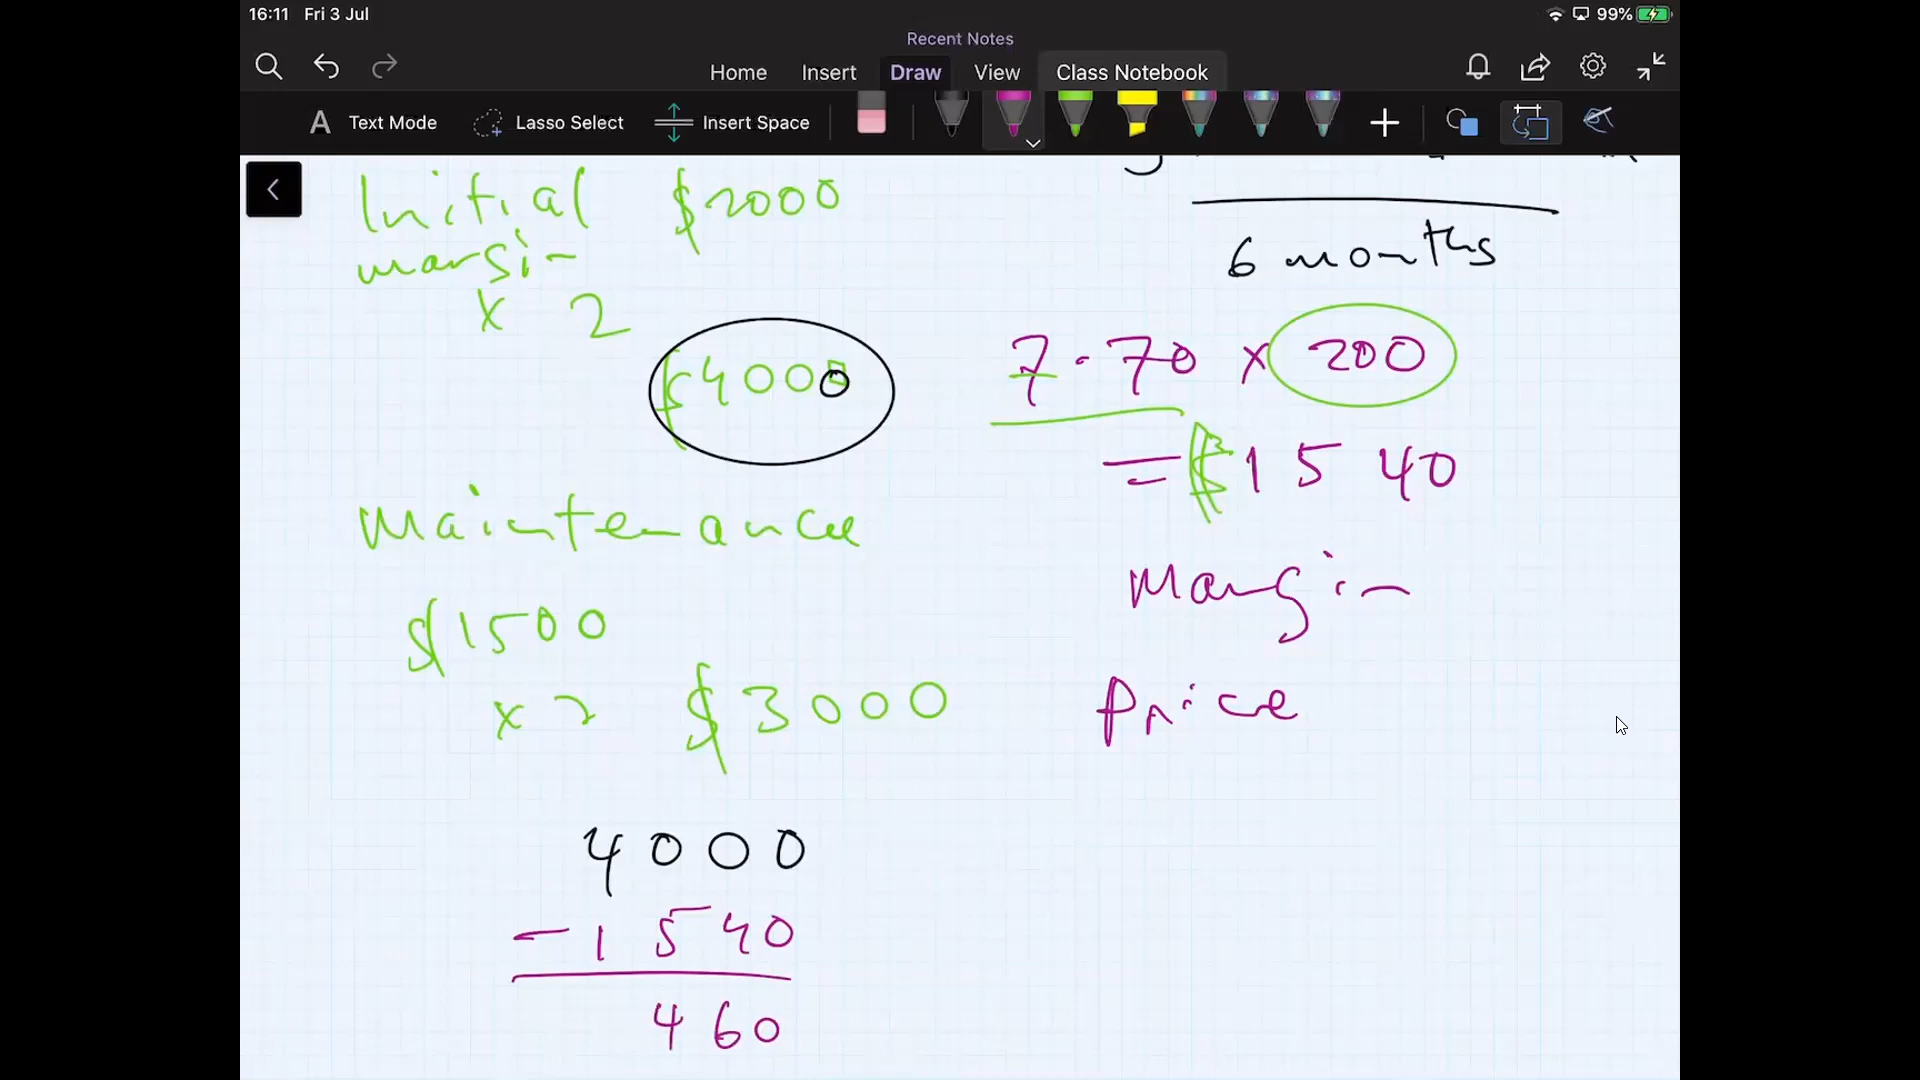 16:11 Fri 3 Jul
99%
Recent Notes
Home Insert Draw View Class Notebook
Text Mode Lasso Select Insert Space
Initial $2000
margin
x 2
$4000
Maintenance
$1500
x 2 $3000
4000
- 1540
460
6 months
7.70 x 200
= $1540
Margin
Price